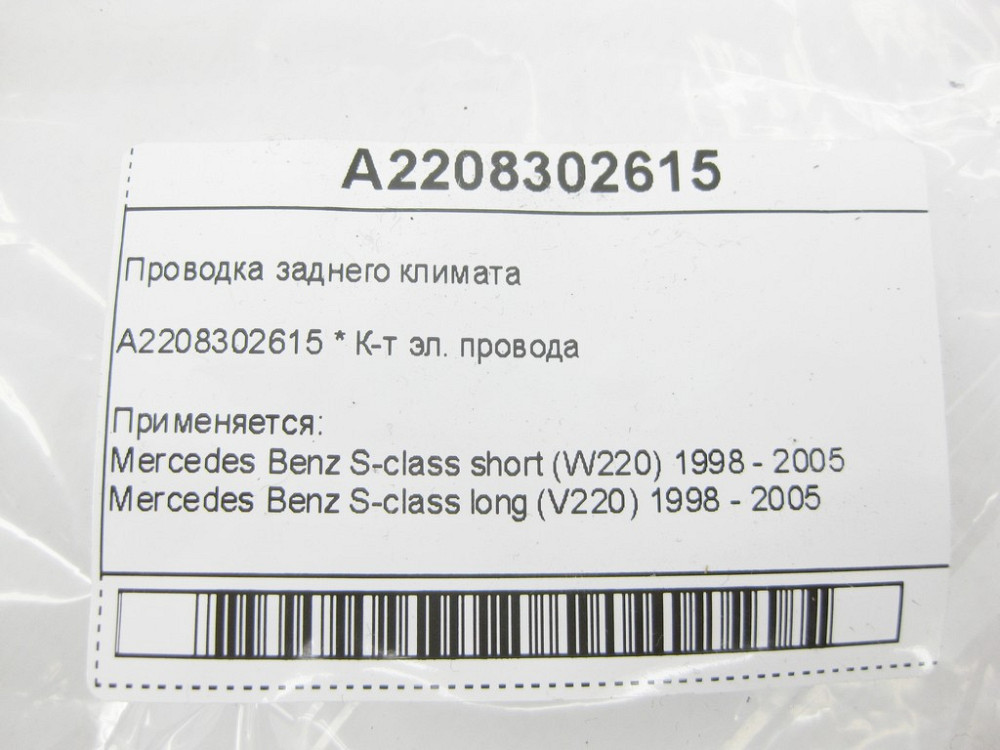 A2208302615
Проводка заднего климата
A2208302615 * К-т эл. провода
Применяется:
Mercedes Benz S-class short (W220) 1998 - 2005
Mercedes Benz S-class long (V220) 1998 - 2005